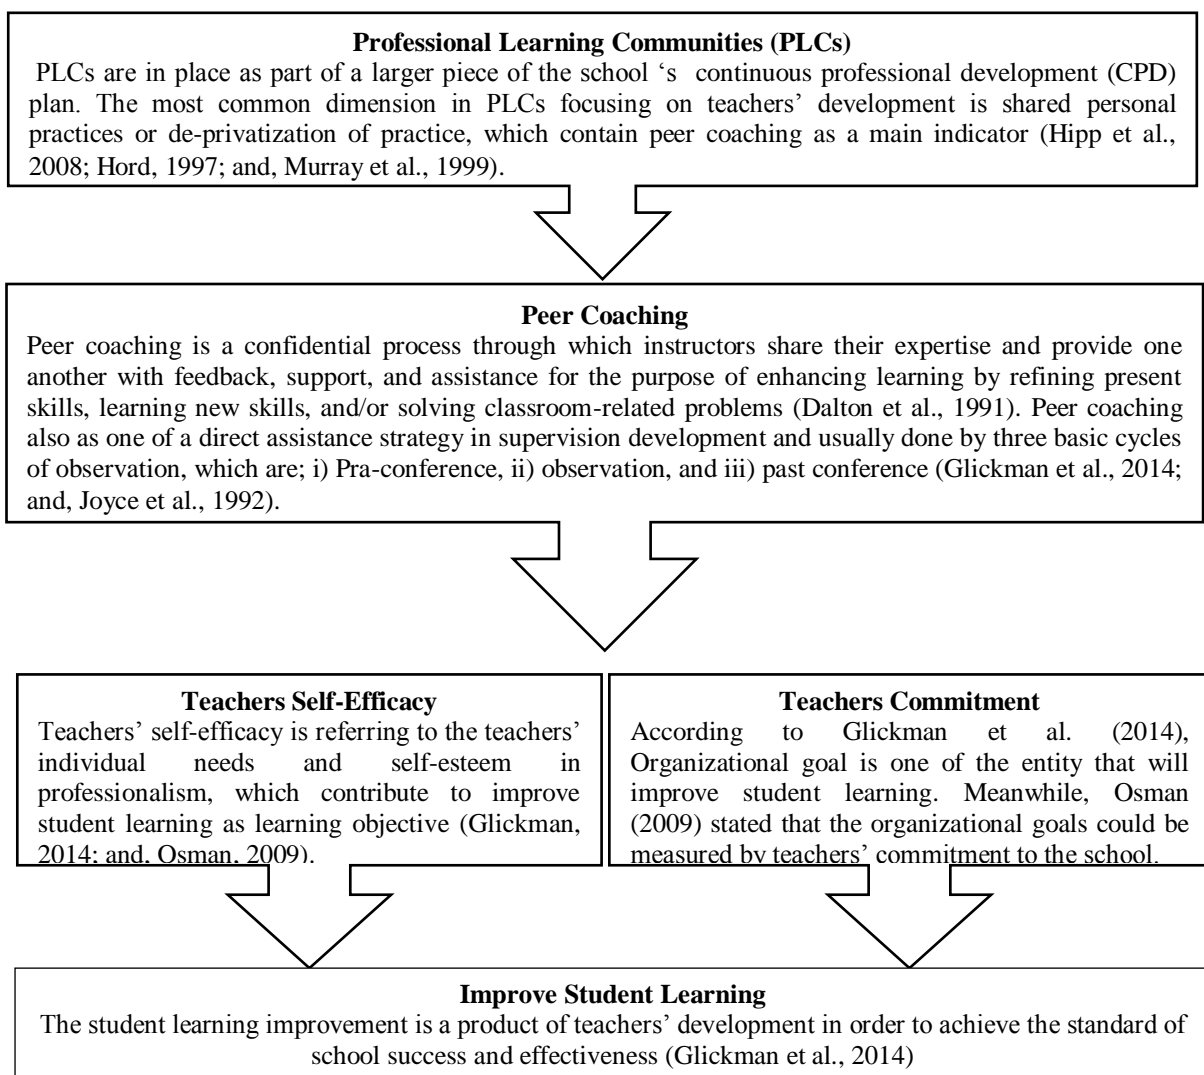 Professional Learning Communities (PLCs)
PLCs are in place as part of a larger piece of the school ‘s continuous professional development (CPD)
plan. The most common dimension in PLCs focusing on teachers’ development is shared personal
practices or de-privatization of practice, which contain peer coaching as a main indicator (Hipp et al.,
2008; Hord, 1997; and, Murray et al., 1999).
Peer Coaching
Peer coaching is a confidential process through which instructors share their expertise and provide one
another with feedback, support, and assistance for the purpose of enhancing learning by refining present
skills, learning new skills, and/or solving classroom-related problems (Dalton et al., 1991). Peer coaching
also as one of a direct assistance strategy in supervision development and usually done by three basic cycles
of observation, which are; i) Pra-conference, ii) observation, and iii) past conference (Glickman et al., 2014;
and, Joyce et al., 1992).
Teachers Self-Efficacy
Teachers’ self-efficacy is referring to the teachers’
individual needs and self-esteem in
professionalism, which contribute to improve
student learning as learning objective (Glickman,
2014; and, Osman, 2009).
Teachers Commitment
According to Glickman et al. (2014),
Organizational goal is one of the entity that will
improve student learning. Meanwhile, Osman
(2009) stated that the organizational goals could be
measured by teachers’ commitment to the school.
Improve Student Learning
The student learning improvement is a product of teachers’ development in order to achieve the standard of
school success and effectiveness (Glickman et al., 2014)